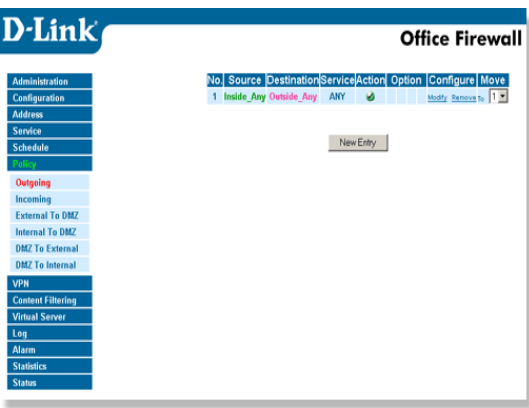 D-Link
Office Firewall
No. Source Destination Service Action Option Configure Move
1 Inside_Any Outside_Any ANY Modify Remove To 1
New Entry
Administration
Configuration
Address
Service
Schedule
Policy
Outgoing
Incoming
External To DMZ
Internal To DMZ
DMZ To External
DMZ To Internal
VPN
Content Filtering
Virtual Server
Log
Alarm
Statistics
Status